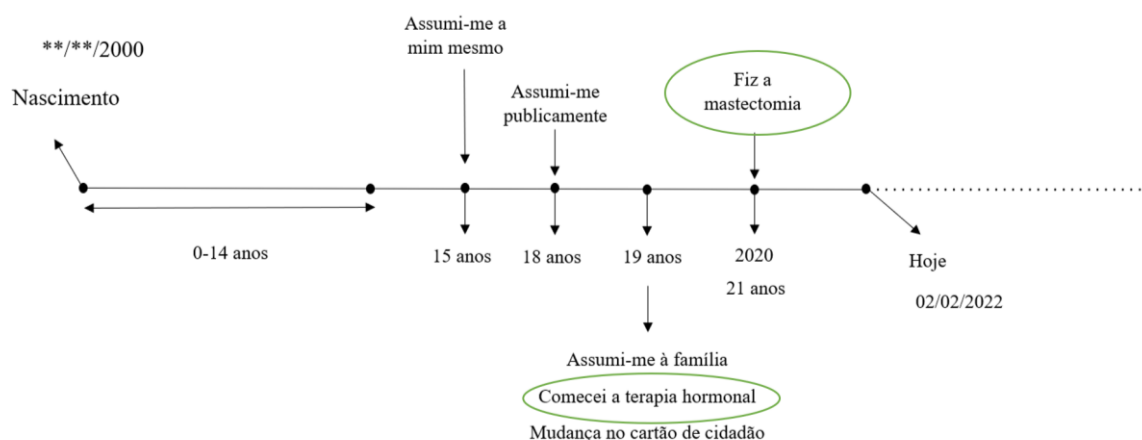 **/**/2000
Nascimento
Assumi-me a
mim mesmo
Assumi-me
publicamente
Fiz a
mastectomia
0-14 anos
15 anos
18 anos
19 anos
2020
21 anos
Hoje
02/02/2022
Assumi-me à família
Comecei a terapia hormonal
Mudança no cartão de cidadão